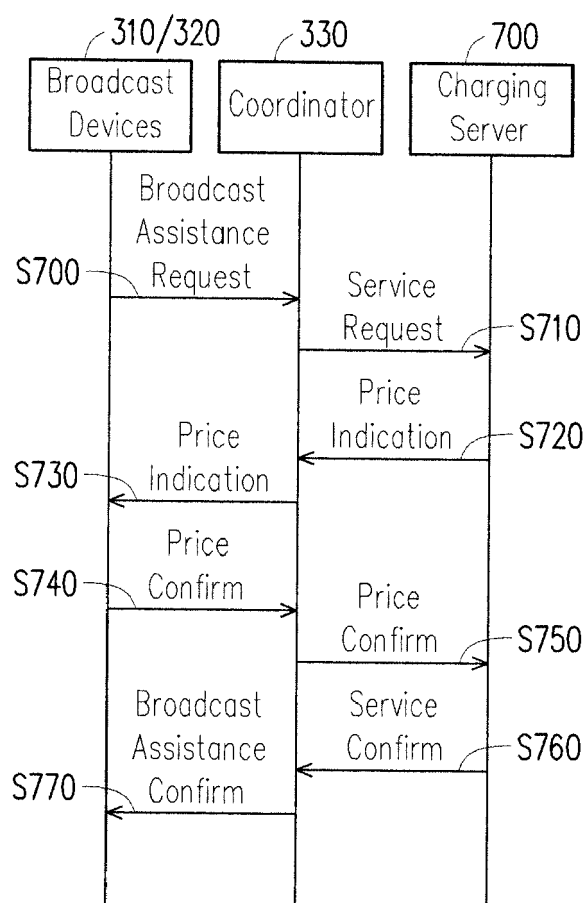 310/320
330
700
Broadcast
Devices
Coordinator
Charging
Server
Broadcast
Assistance
Request
S700
Service
Request
S710
Price
Indication
S720
Price
Indication
S730
Price
Confirm
S740
Price
Confirm
S750
Service
Confirm
S760
Broadcast
Assistance
Confirm
S770